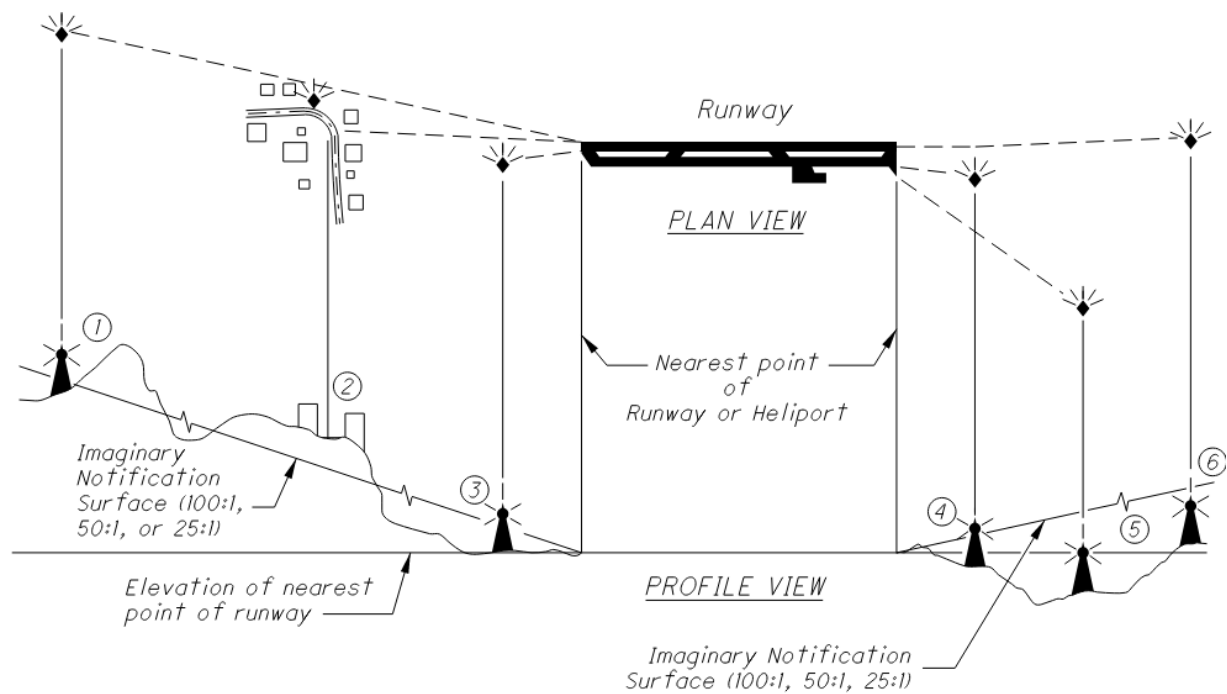 Runway
PLAN VIEW
1
2
Nearest point
of
Runway or Heliport
Imaginary
Notification
Surface (100:1,
50:1, or 25:1)
3
4
5
6
Elevation of nearest
point of runway
PROFILE VIEW
Imaginary Notification
Surface (100:1, 50:1, 25:1)